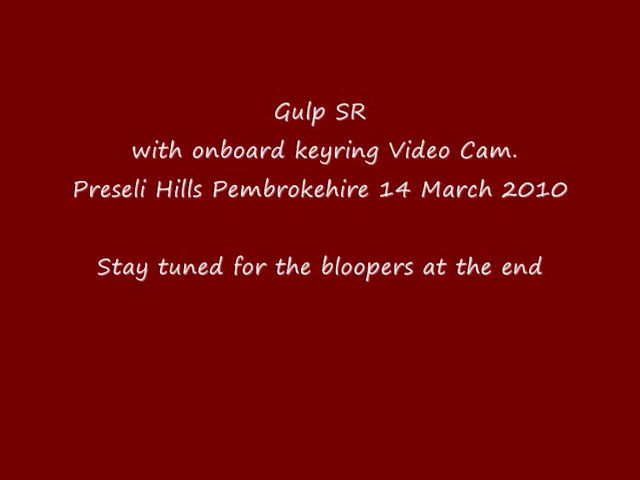 Gulp SR
with onboard keyring Video Cam.
Preseli Hills Pembrokehire 14 March 2010
Stay tuned for the bloopers at the end